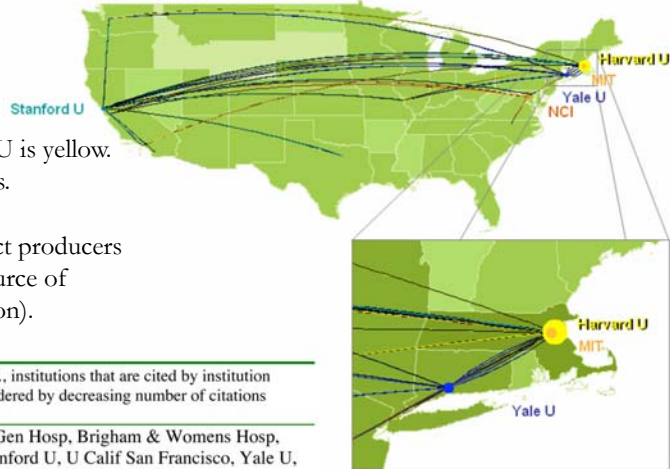 Harvard U
MIT
Stanford U
Yale U
NCI
U is yellow.
s.
ct producers
urce of
on).
Harvard U
MIT
Yale U
., institutions that are cited by institution
dered by decreasing number of citations
Gen Hosp, Brigham & Womens Hosp,
nford U, U Calif San Francisco, Yale U,